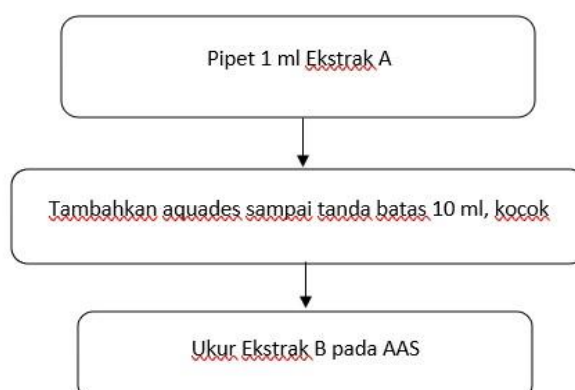 Pipet 1 ml Ekstrak A
Tambahkan aquades sampai tanda batas 10 ml, kocok
Ukur Ekstrak B pada AAS